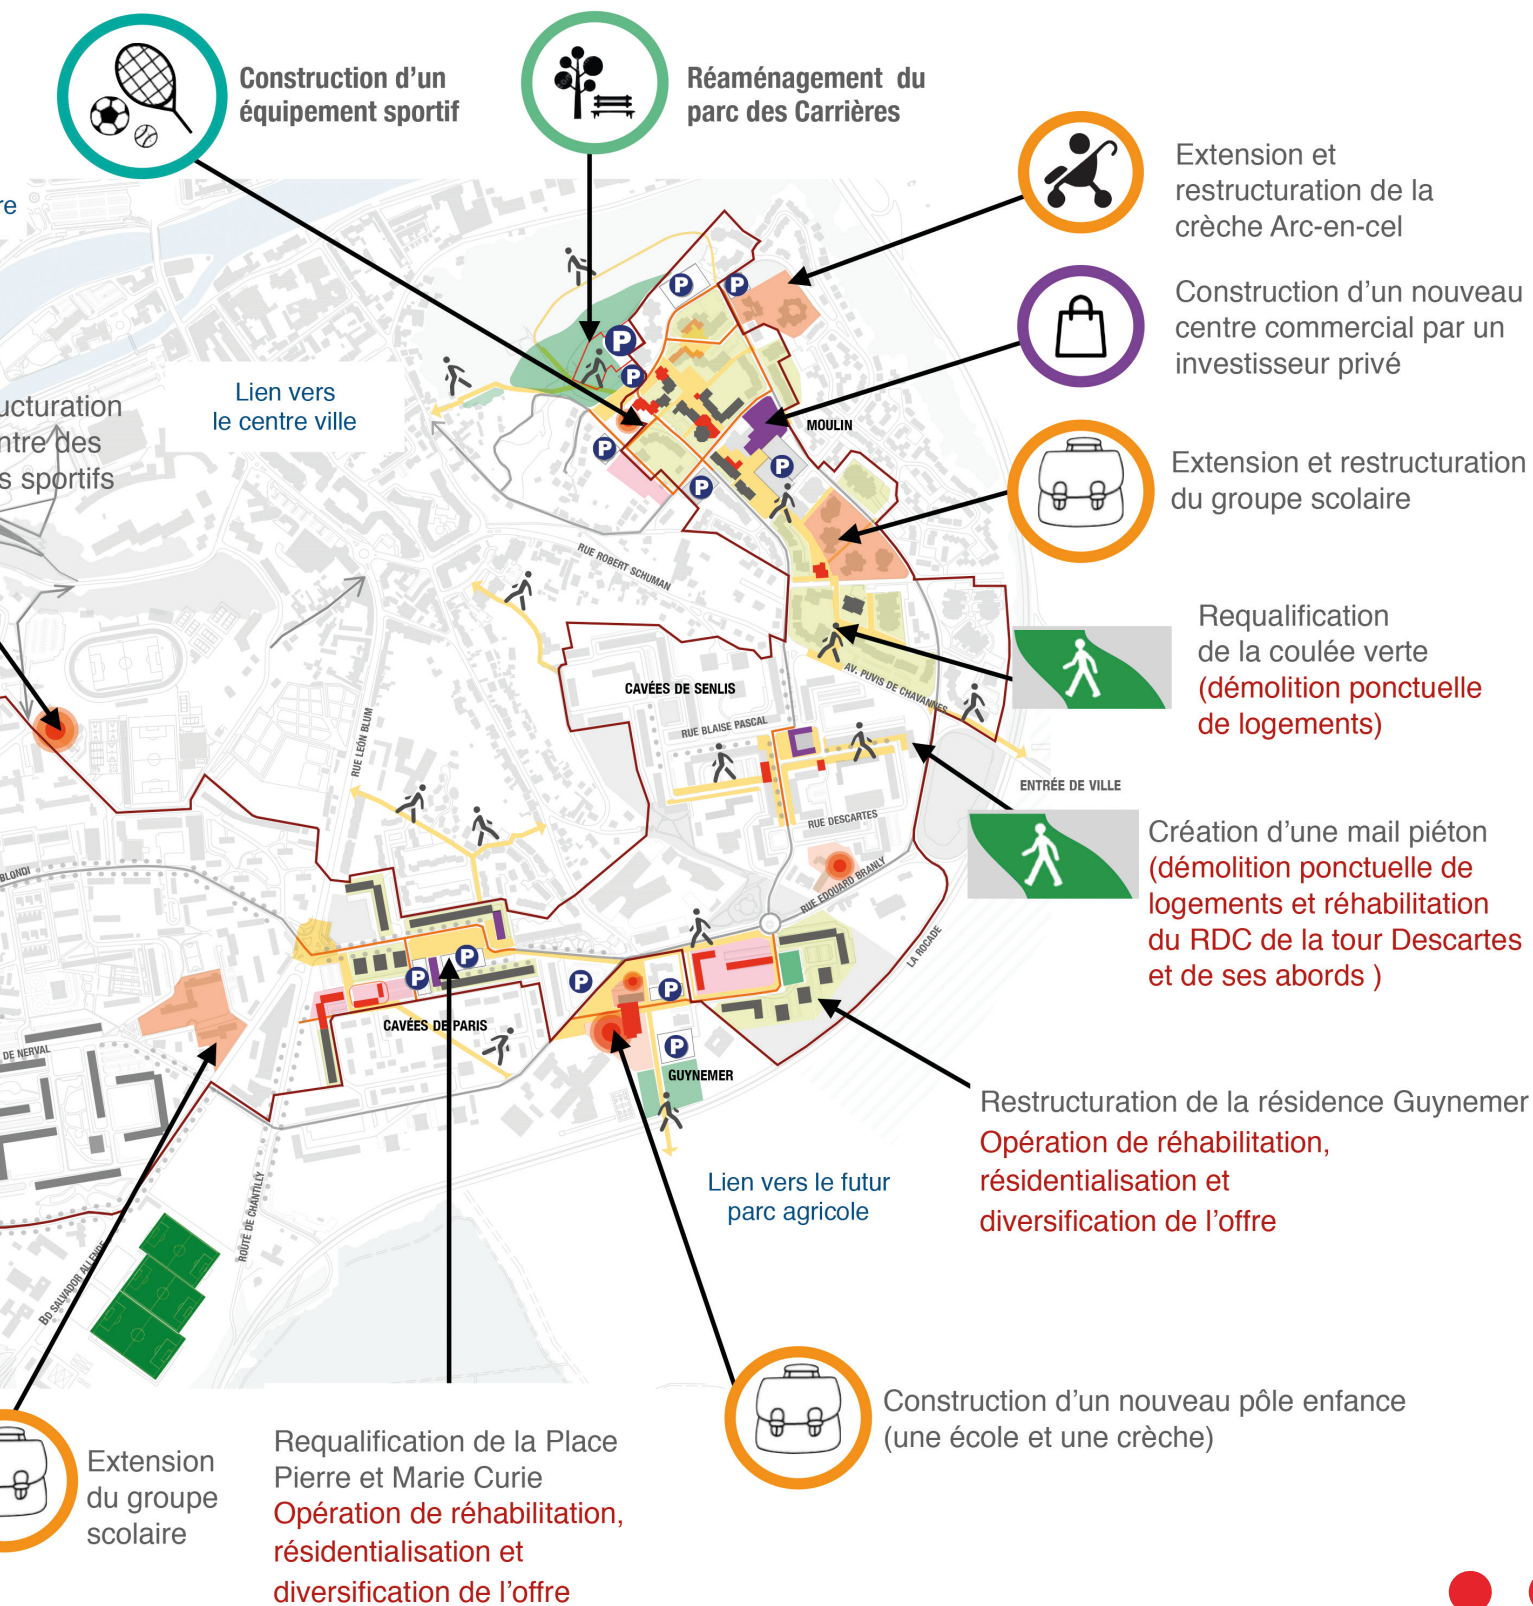 Construction d’un
équipement sportif
Réaménagement du
parc des Carrières
Extension et
restructuration de la
crèche Arc-en-cel
Construction d’un nouveau
centre commercial par un
investisseur privé
Extension et restructuration
du groupe scolaire
Requalification
de la coulée verte
(démolition ponctuelle
de logements)
Création d’une mail piéton
(démolition ponctuelle de
logements et réhabilitation
du RDC de la tour Descartes
et de ses abords )
Restructuration de la résidence Guynemer
Opération de réhabilitation,
résidentialisation et
diversification de l’offre
Construction d’un nouveau pôle enfance
(une école et une crèche)
Requalification de la Place
Pierre et Marie Curie
Opération de réhabilitation,
résidentialisation et
diversification de l’offre
Extension
du groupe
scolaire
re
ucturation
ntre des
s sportifs
Lien vers
le centre ville
Lien vers le futur
parc agricole
MOULIN
RUE ROBERT SCHUMAN
CAVÉES DE SENLIS
AV. PUVIS DE CHAVANNES
RUE BLAISE PASCAL
RUE LEÓN BLUM
ENTRÉE DE VILLE
RUE DESCARTES
RUE EDOUARD BRANLY
LA ROCADE
BLONDI
CAVÉES DE PARIS
DE NERVAL
GUYNEMER
ROUTE DE CHANTILLY
BD SALVADOR ALLENDE
P
P
P
P
P
P
P
P
P
P
P
P